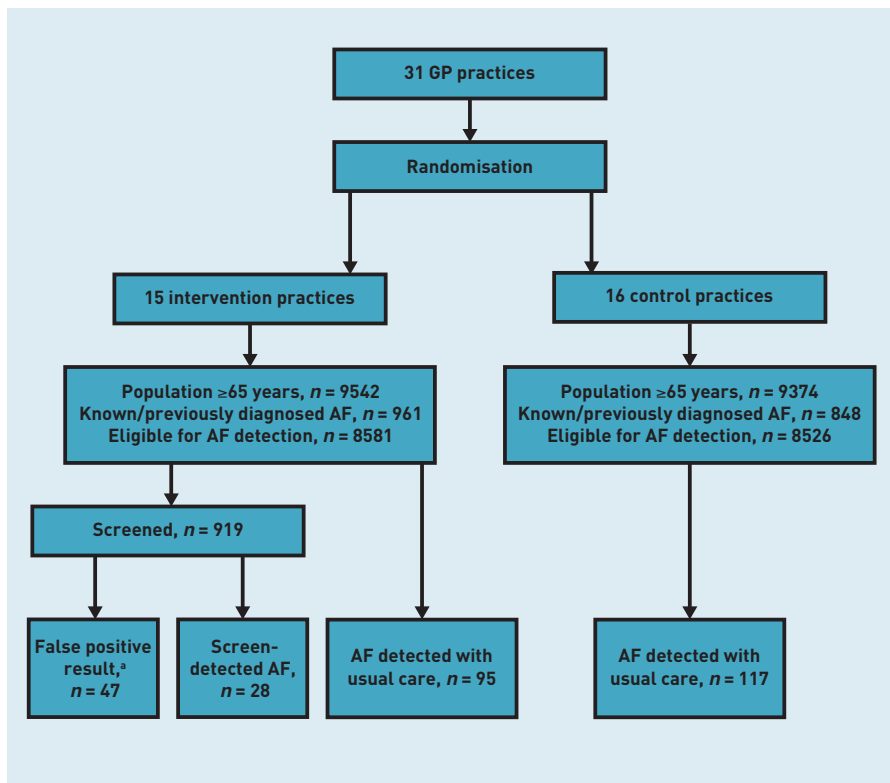 31 GP practices
Randomisation
15 intervention practices
16 control practices
Population ≥65 years, n = 9542
Known/previously diagnosed AF, n = 961
Eligible for AF detection, n = 8581
Population ≥65 years, n = 9374
Known/previously diagnosed AF, n = 848
Eligible for AF detection, n = 8526
Screened, n = 919
False positive
result,ᵃ
n = 47
Screen-
detected AF,
n = 28
AF detected with
usual care, n = 95
AF detected with
usual care, n = 117